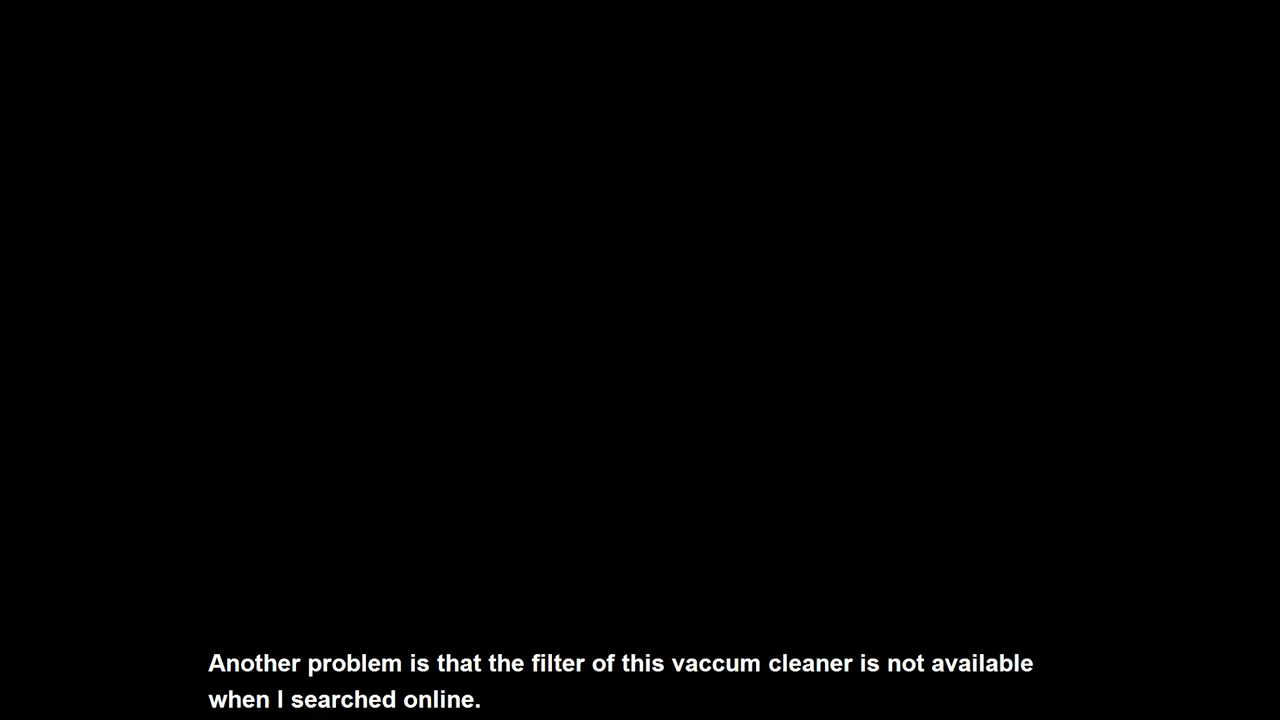 Another problem is that the filter of this vaccum cleaner is not available
when I searched online.